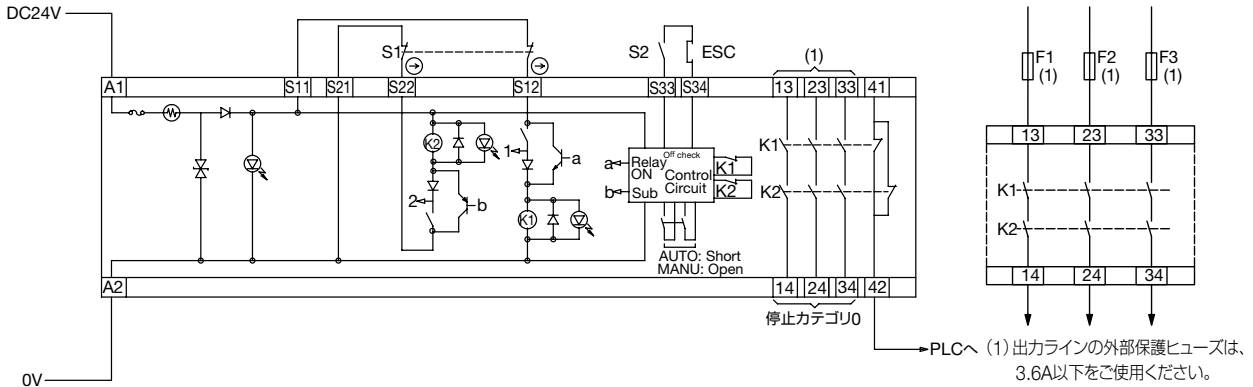 DC24V
S1
S2
ESC
(1)
F1
(1)
F2
(1)
F3
(1)
A1
S11
S21
S22
S12
S33
S34
13
23
33
41
13
23
33
K2
1
a
2
b
K1
a
Relay
ON
Off check
Control
Circuit
b
Sub
K1
K2
K1
K2
K1
K2
AUTO: Short
MANU: Open
A2
14
24
34
42
14
24
34
停止カテゴリ0
PLCへ
(1) 出力ラインの外部保護ヒューズは、
3.6A以下をご使用ください。
0V